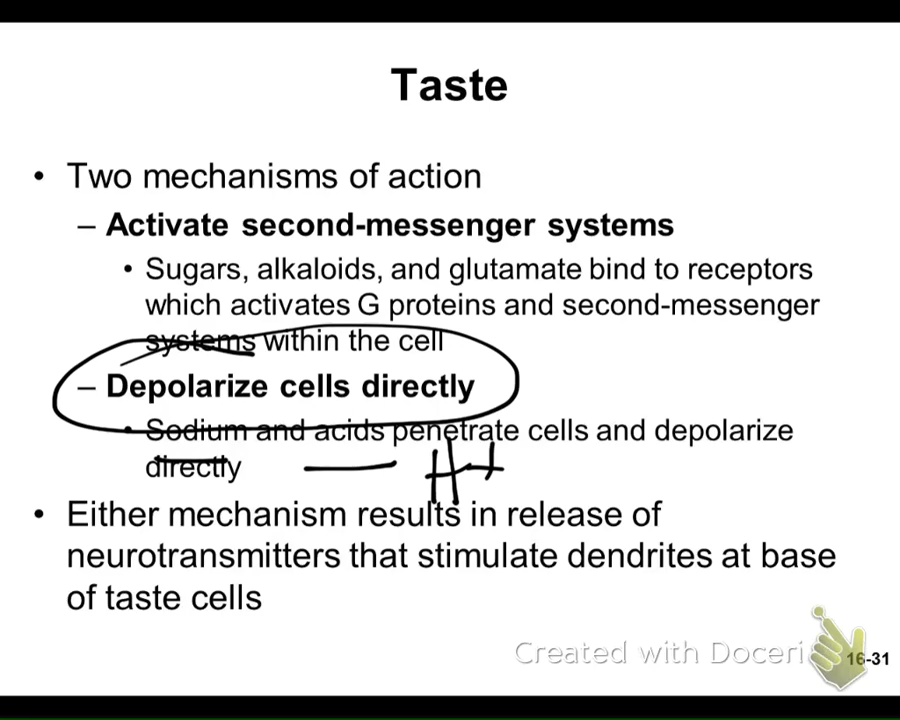 Taste
• Two mechanisms of action
– Activate second-messenger systems
• Sugars, alkaloids, and glutamate bind to receptors
which activates G proteins and second-messenger
systems within the cell
– Depolarize cells directly
• Sodium and acids penetrate cells and depolarize
directly
H+
• Either mechanism results in release of
neurotransmitters that stimulate dendrites at base
of taste cells
Created with Doceri
16-31